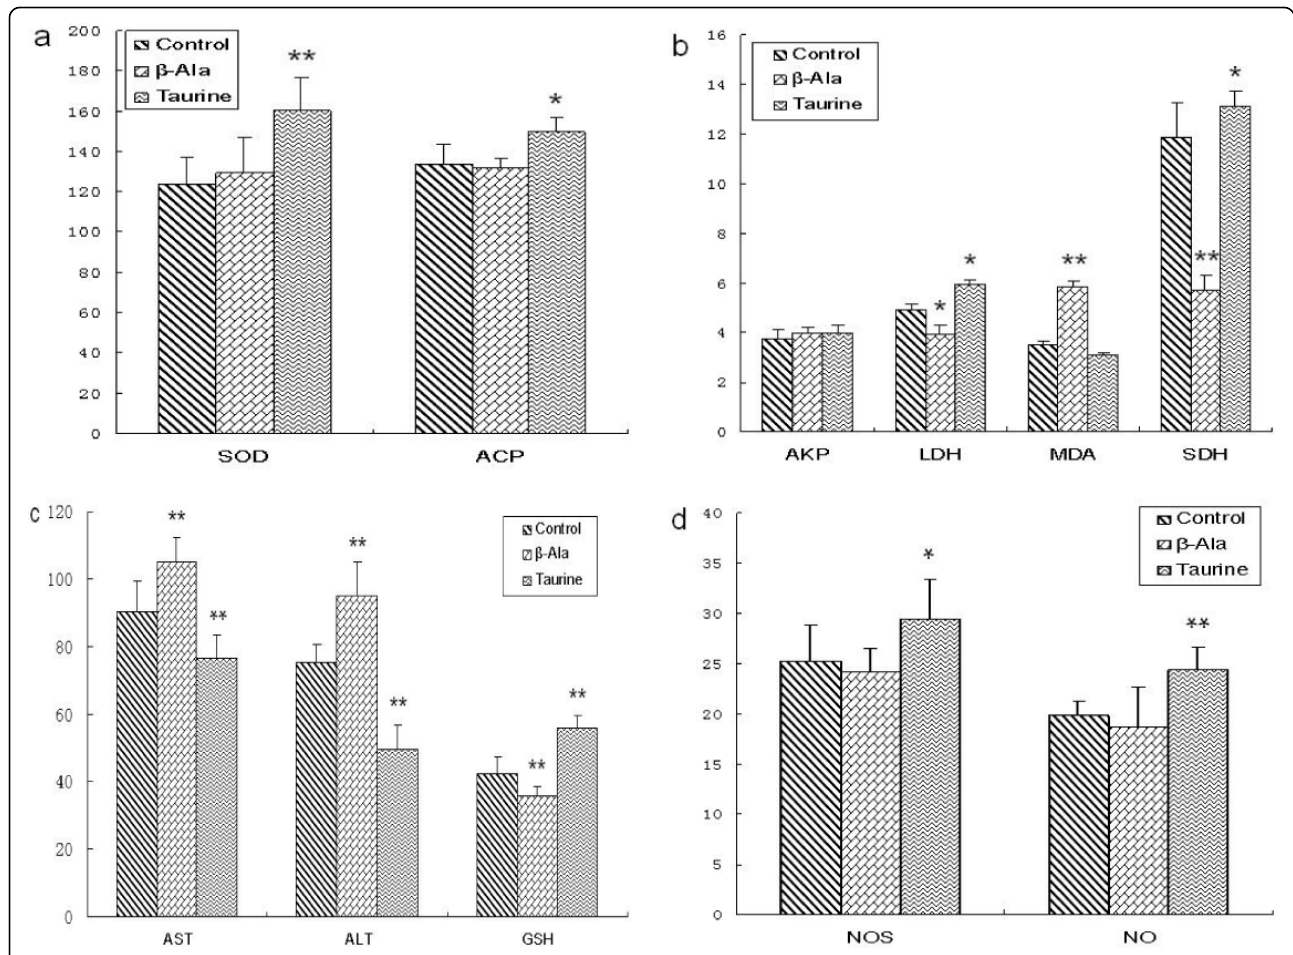 a
200
180
160
140
120
100
80
60
40
20
0
Control
β-Ala
Taurine
**
*
SOD ACP
b
16
14
12
10
8
6
4
2
0
Control
β-Ala
Taurine
*
*
**
**
*
AKP LDH MDA SDH
c
120
100
80
60
40
20
0
Control
β-Ala
Taurine
**
**
**
**
**
**
AST ALT GSH
d
40
35
30
25
20
15
10
5
0
Control
β-Ala
Taurine
*
**
NOS NO